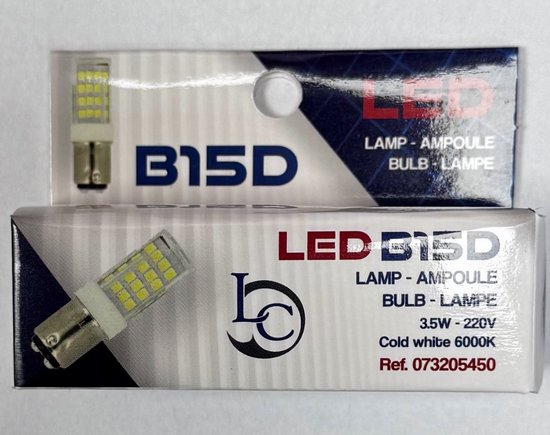 B15D
LED
LAMP - AMPOULE
BULB - LAMPE
LC
LED B15D
LAMP - AMPOULE
BULB - LAMPE
3.5W - 220V
Cold white 6000K
Ref. 073205450